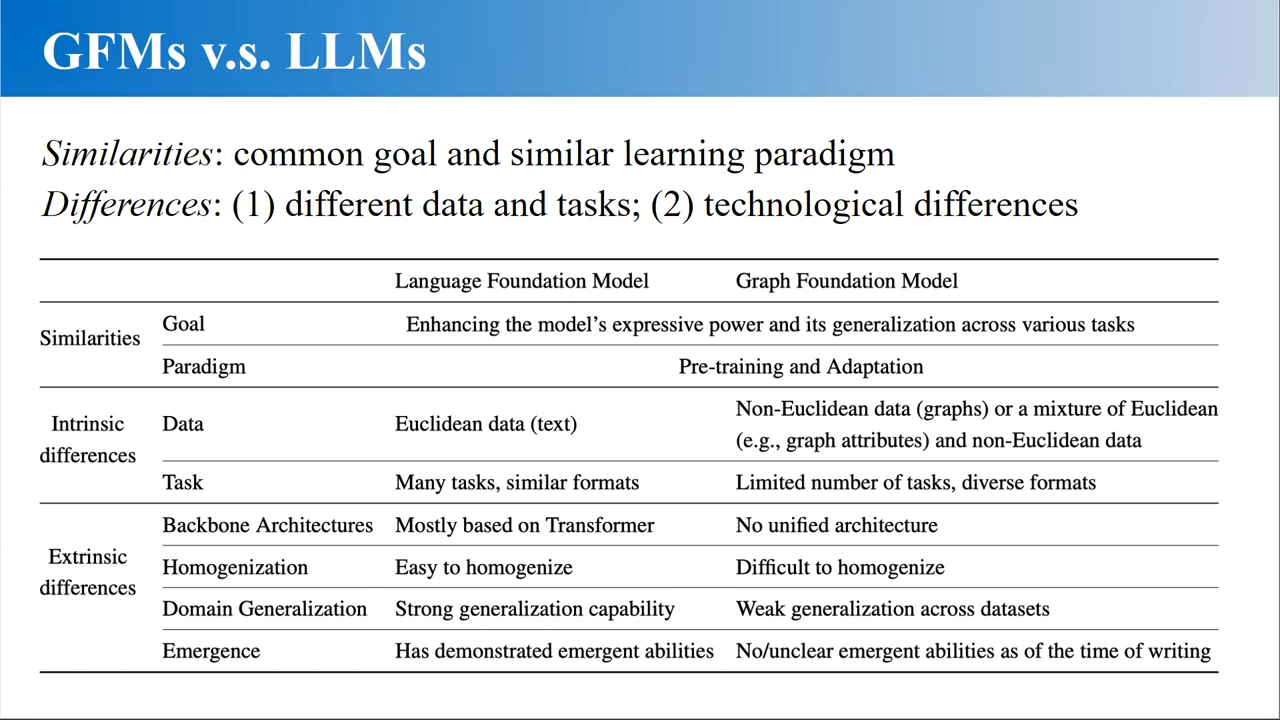 GFMs v.s. LLMs
Similarities: common goal and similar learning paradigm
Differences: (1) different data and tasks; (2) technological differences
Language Foundation Model Graph Foundation Model
Similarities
Goal Enhancing the model's expressive power and its generalization across various tasks
Paradigm Pre-training and Adaptation
Intrinsic
differences
Data Euclidean data (text) Non-Euclidean data (graphs) or a mixture of Euclidean
(e.g., graph attributes) and non-Euclidean data
Task Many tasks, similar formats Limited number of tasks, diverse formats
Extrinsic
differences
Backbone Architectures Mostly based on Transformer No unified architecture
Homogenization Easy to homogenize Difficult to homogenize
Domain Generalization Strong generalization capability Weak generalization across datasets
Emergence Has demonstrated emergent abilities No/unclear emergent abilities as of the time of writing